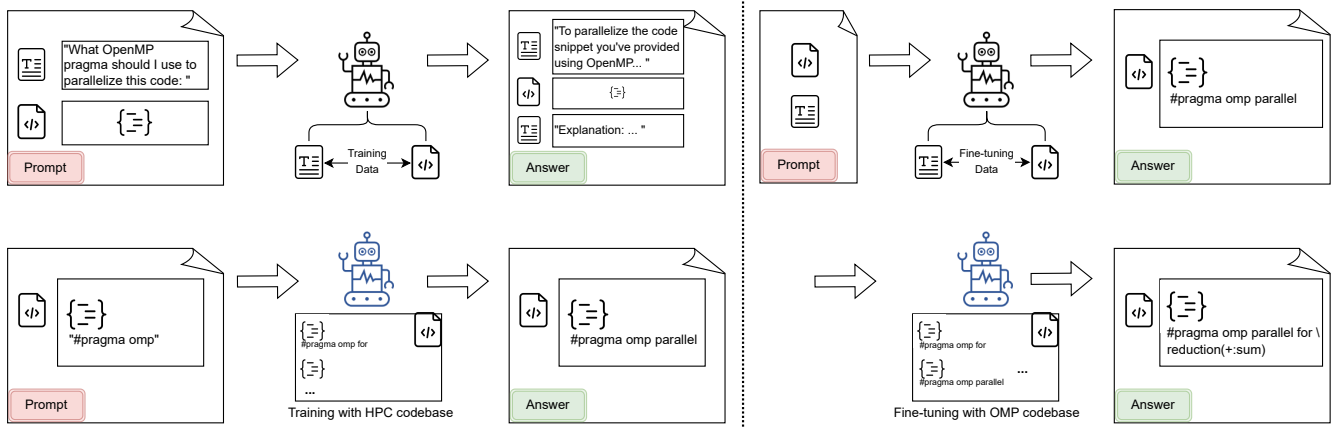 "What OpenMP
pragma should I use to
parallelize this code: "
Prompt
Training
Data
"To parallelize the code
snippet you've provided
using OpenMP... "
"Explanation: ... "
Answer
Prompt
Fine-tuning
Data
#pragma omp parallel
Answer
"#pragma omp"
Prompt
#pragma omp for
...
Training with HPC codebase
#pragma omp parallel
Answer
#pragma omp for
...
#pragma omp parallel
Fine-tuning with OMP codebase
#pragma omp parallel for \
reduction(+:sum)
Answer